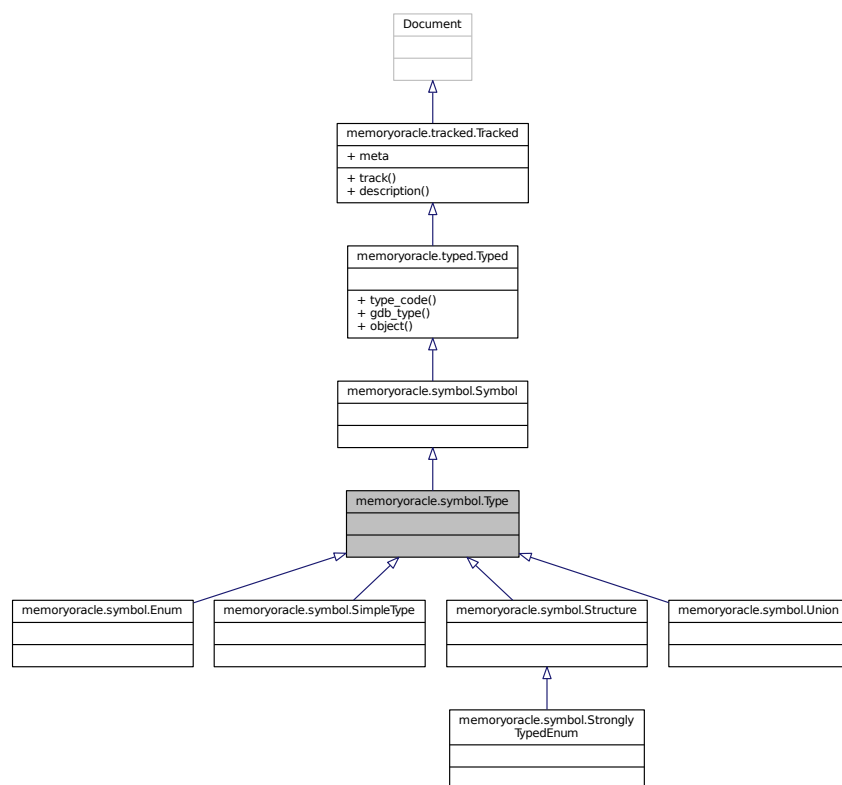 Document
memoryoracle.tracked.Tracked
+ meta
+ track()
+ description()
memoryoracle.typed.Typed
+ type_code()
+ gdb_type()
+ object()
memoryoracle.symbol.Symbol
memoryoracle.symbol.Type
memoryoracle.symbol.Enum
memoryoracle.symbol.SimpleType
memoryoracle.symbol.Structure
memoryoracle.symbol.Union
memoryoracle.symbol.Strongly
TypedEnum